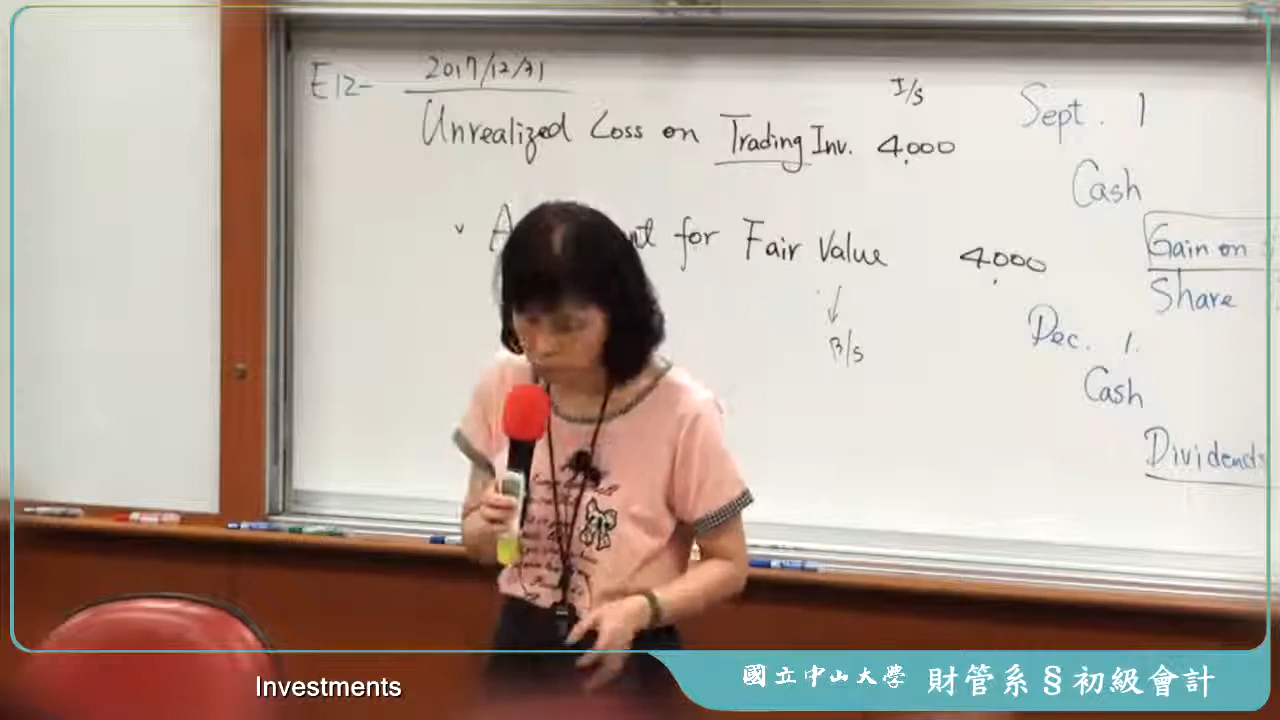 E12-
2017/12/31
I/S
Unrealized Loss on Trading Inv. 4,000
for Fair Value 4,000
B/S
Sept. 1
Cash
Gain on
Share
Dec. 1.
Cash
Dividends
Investments
國立中山大學 財管系§初級會計